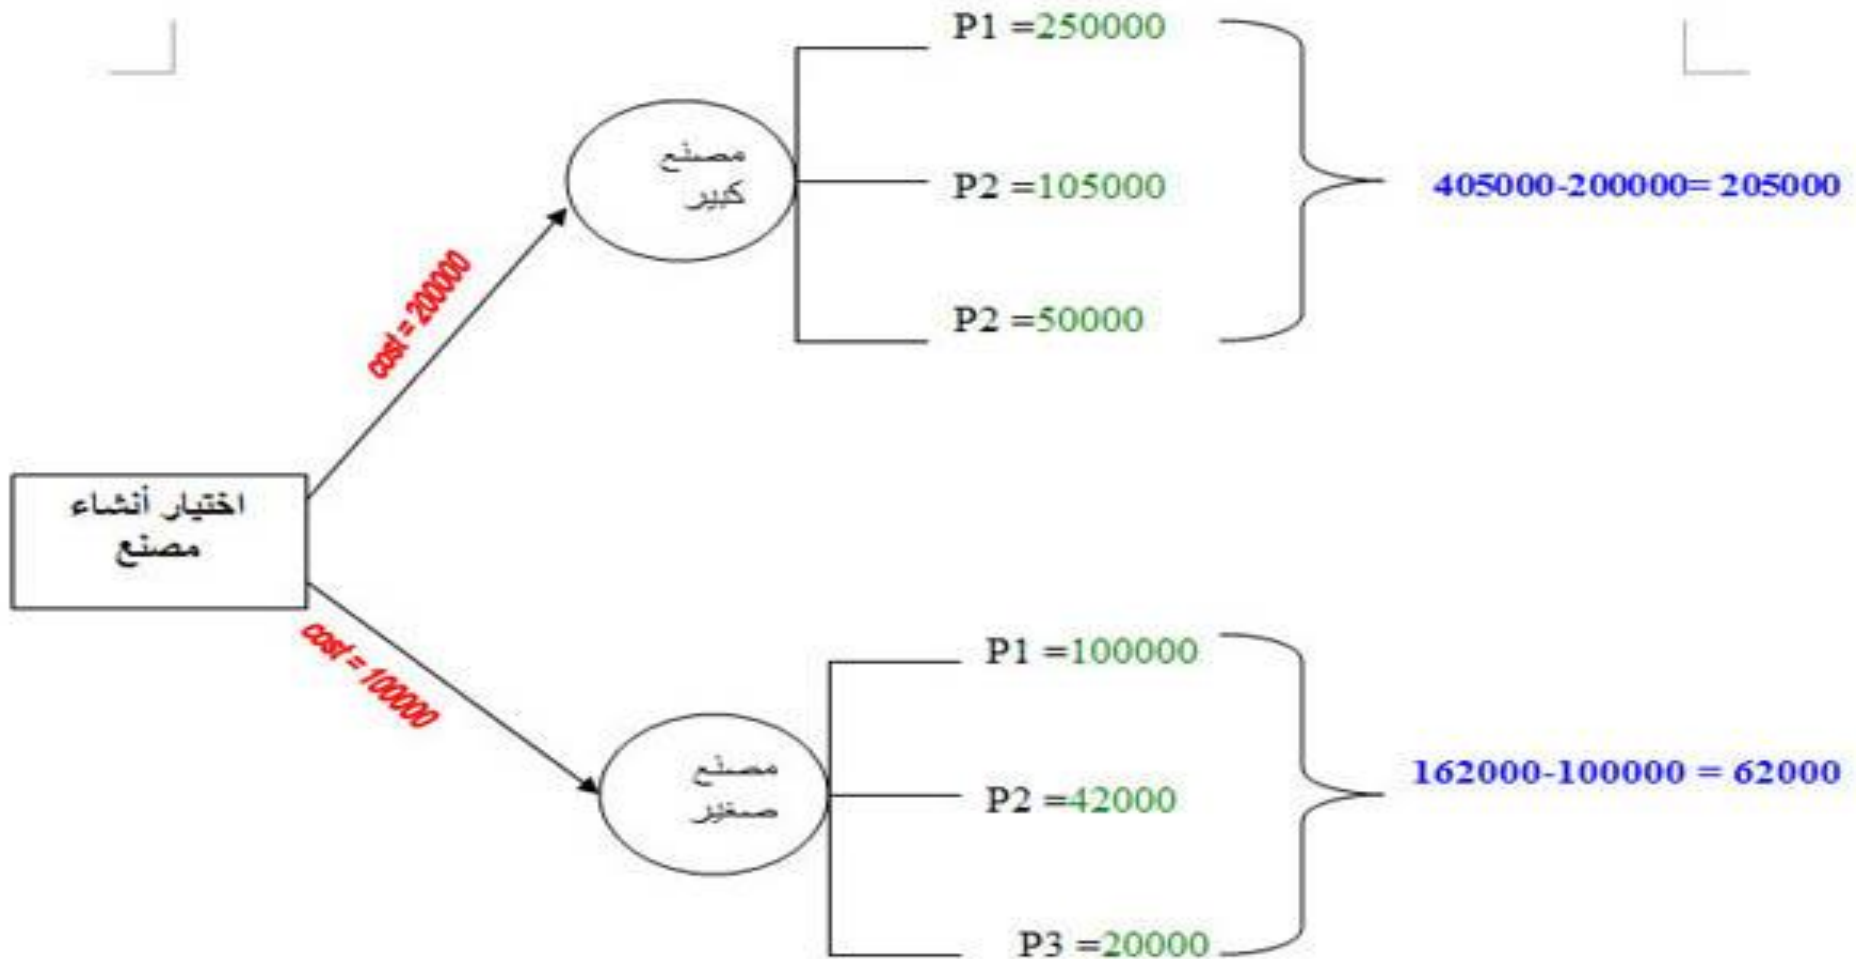 P1 =250000
مصنع
كبير
P2 =105000
405000-200000= 205000
P2 =50000
cost = 200000
اختيار أنشاء
مصنع
cost = 100000
P1 =100000
مصنع
صغير
P2 =42000
162000-100000 = 62000
P3 =20000